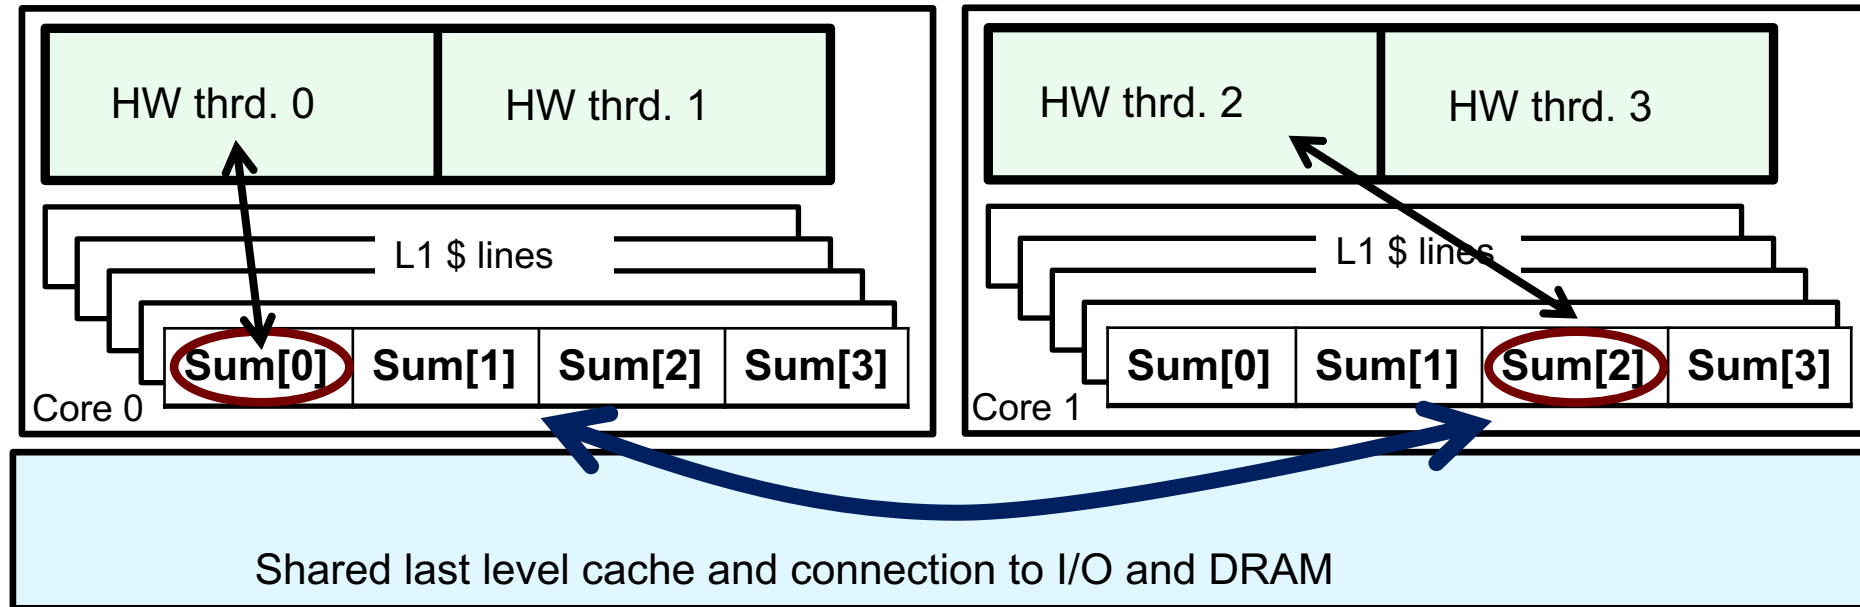 HW thrd. 0
HW thrd. 1
L1 $ lines
Sum[0] Sum[1] Sum[2] Sum[3]
Core 0
HW thrd. 2
HW thrd. 3
L1 $ lines
Sum[0] Sum[1] Sum[2] Sum[3]
Core 1
Shared last level cache and connection to I/O and DRAM